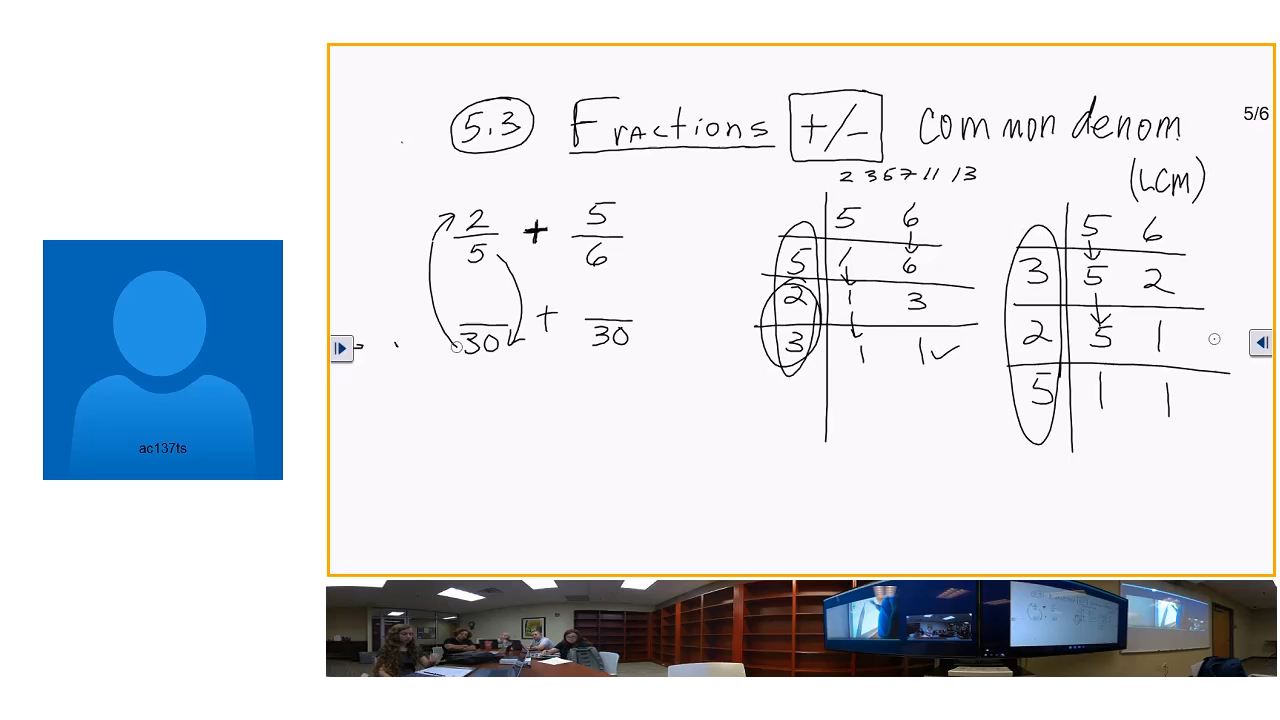 5.3 Fractions +/- common denom.
5/6
(LCM)
2 3 5 7 11 13
2/5 + 5/6
/30 + /30
5 6
5 1 6
2 1 3
3 1 1
5 6
3 5 2
2 5 1
5 1 1
ac137ts